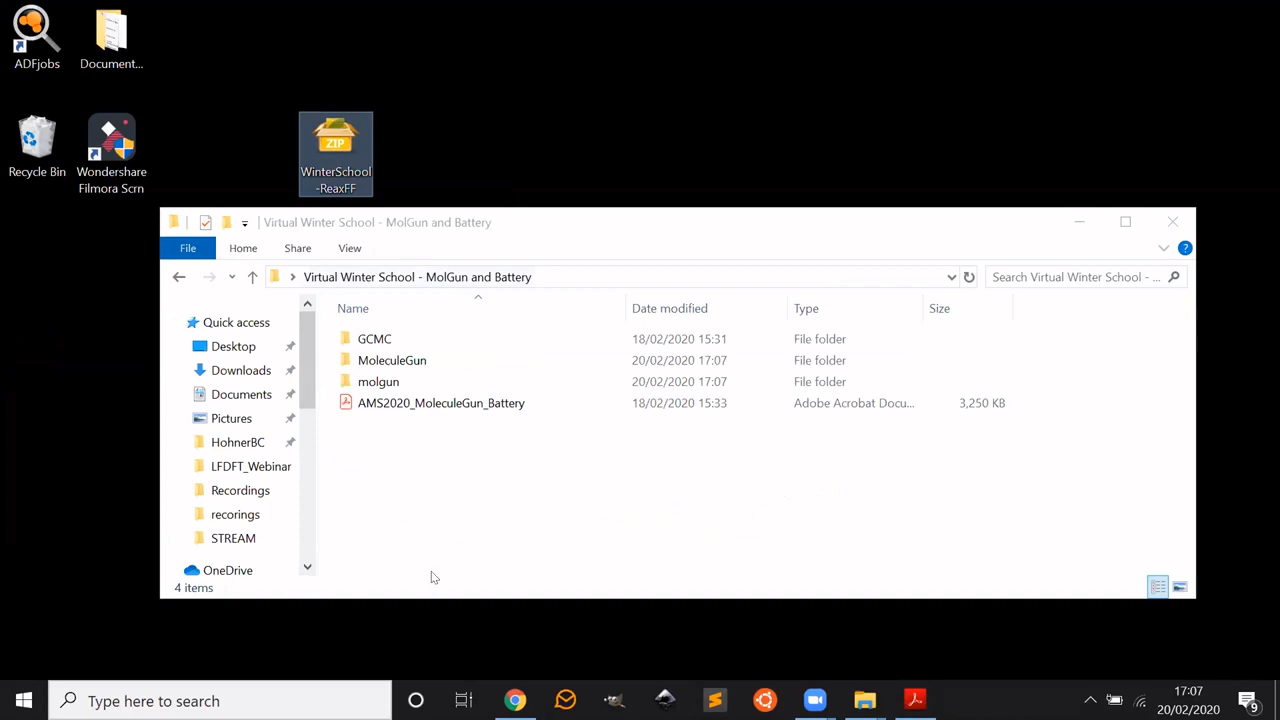 ADFjobs
Document...
Recycle Bin
Wondershare
Filmora Scrn
ZIP
WinterSchool
-ReaxFF
Virtual Winter School - MolGun and Battery
File Home Share View
Virtual Winter School - MolGun and Battery
Search Virtual Winter School - ...
Name Date modified Type Size
Quick access
Desktop
Downloads
Documents
Pictures
HohnerBC
LFDFT_Webinar
Recordings
recorings
STREAM
OneDrive
GCMC 18/02/2020 15:31 File folder
MoleculeGun 20/02/2020 17:07 File folder
molgun 20/02/2020 17:07 File folder
AMS2020_MoleculeGun_Battery 18/02/2020 15:33 Adobe Acrobat Docu... 3,250 KB
4 items
Type here to search
17:07
20/02/2020
9